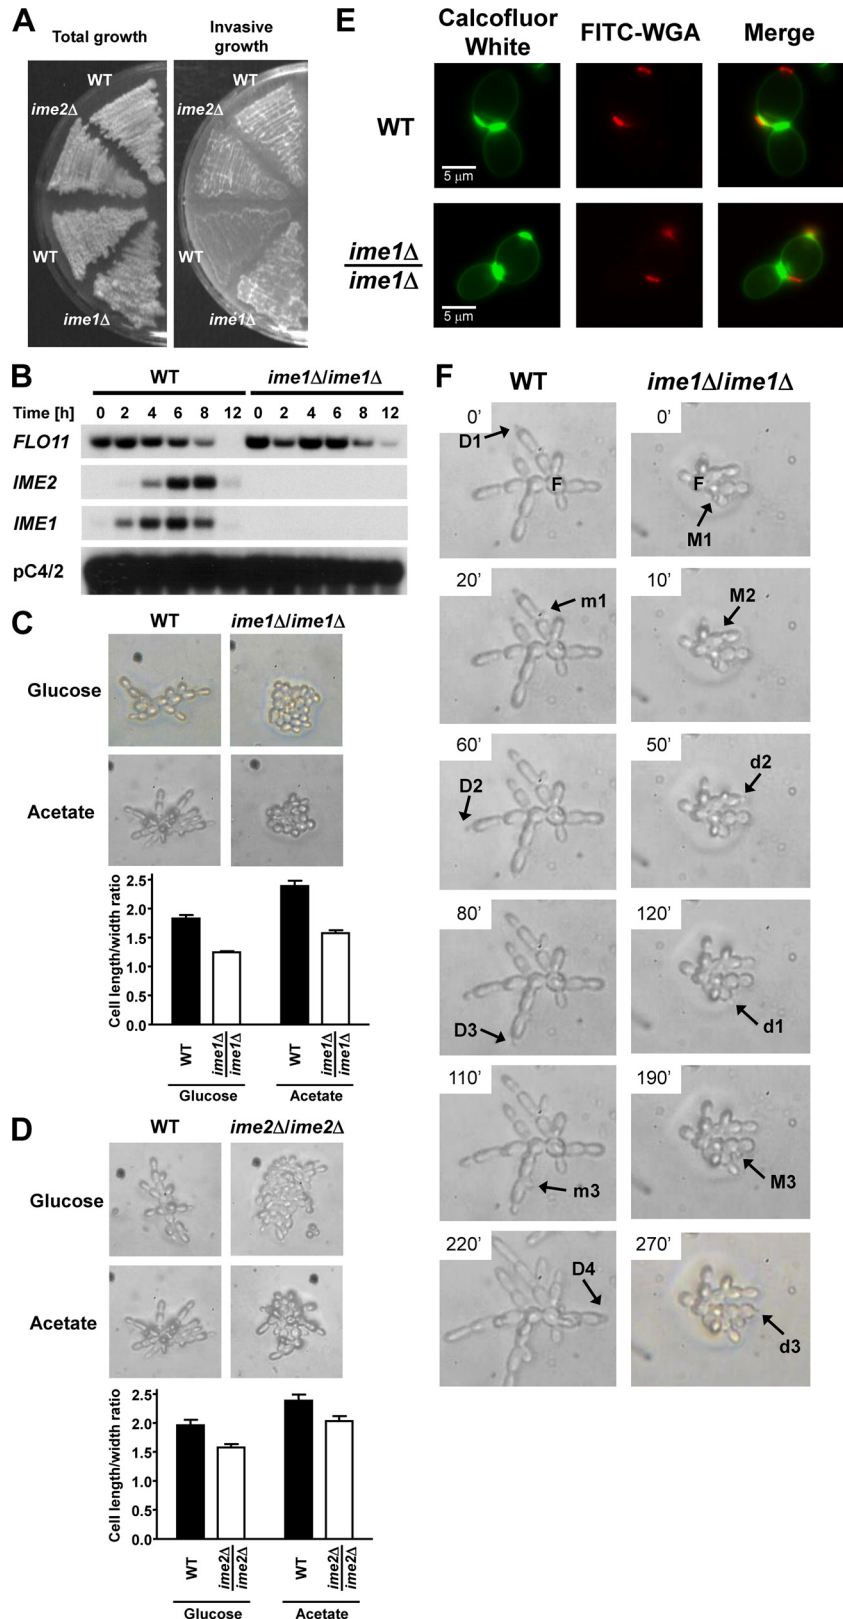 A
Total growth
Invasive
growth
WT
ime2Δ
WT
ime1Δ
WT
ime2Δ
WT
ime1Δ
B
WT
ime1Δ/ime1Δ
Time [h]
0 2 4 6 8 12 0 2 4 6 8 12
FLO11
IME2
IME1
pC4/2
C
WT
ime1Δ/ime1Δ
Glucose
Acetate
Cell length/width ratio
2.5
2.0
1.5
1.0
0.5
0.0
WT
ime1Δ
ime1Δ
WT
ime1Δ
ime1Δ
Glucose
Acetate
D
WT
ime2Δ/ime2Δ
Glucose
Acetate
Cell length/width ratio
2.5
2.0
1.5
1.0
0.5
0.0
WT
ime2Δ
ime2Δ
WT
ime2Δ
ime2Δ
Glucose
Acetate
E
Calcofluor
White
FITC-WGA
Merge
WT
5 μm
ime1Δ
ime1Δ
5 μm
F
WT
ime1Δ/ime1Δ
0’
D1
F
0’
F
M1
20’
m1
10’
M2
60’
D2
50’
d2
80’
D3
120’
d1
110’
m3
190’
M3
220’
D4
270’
d3